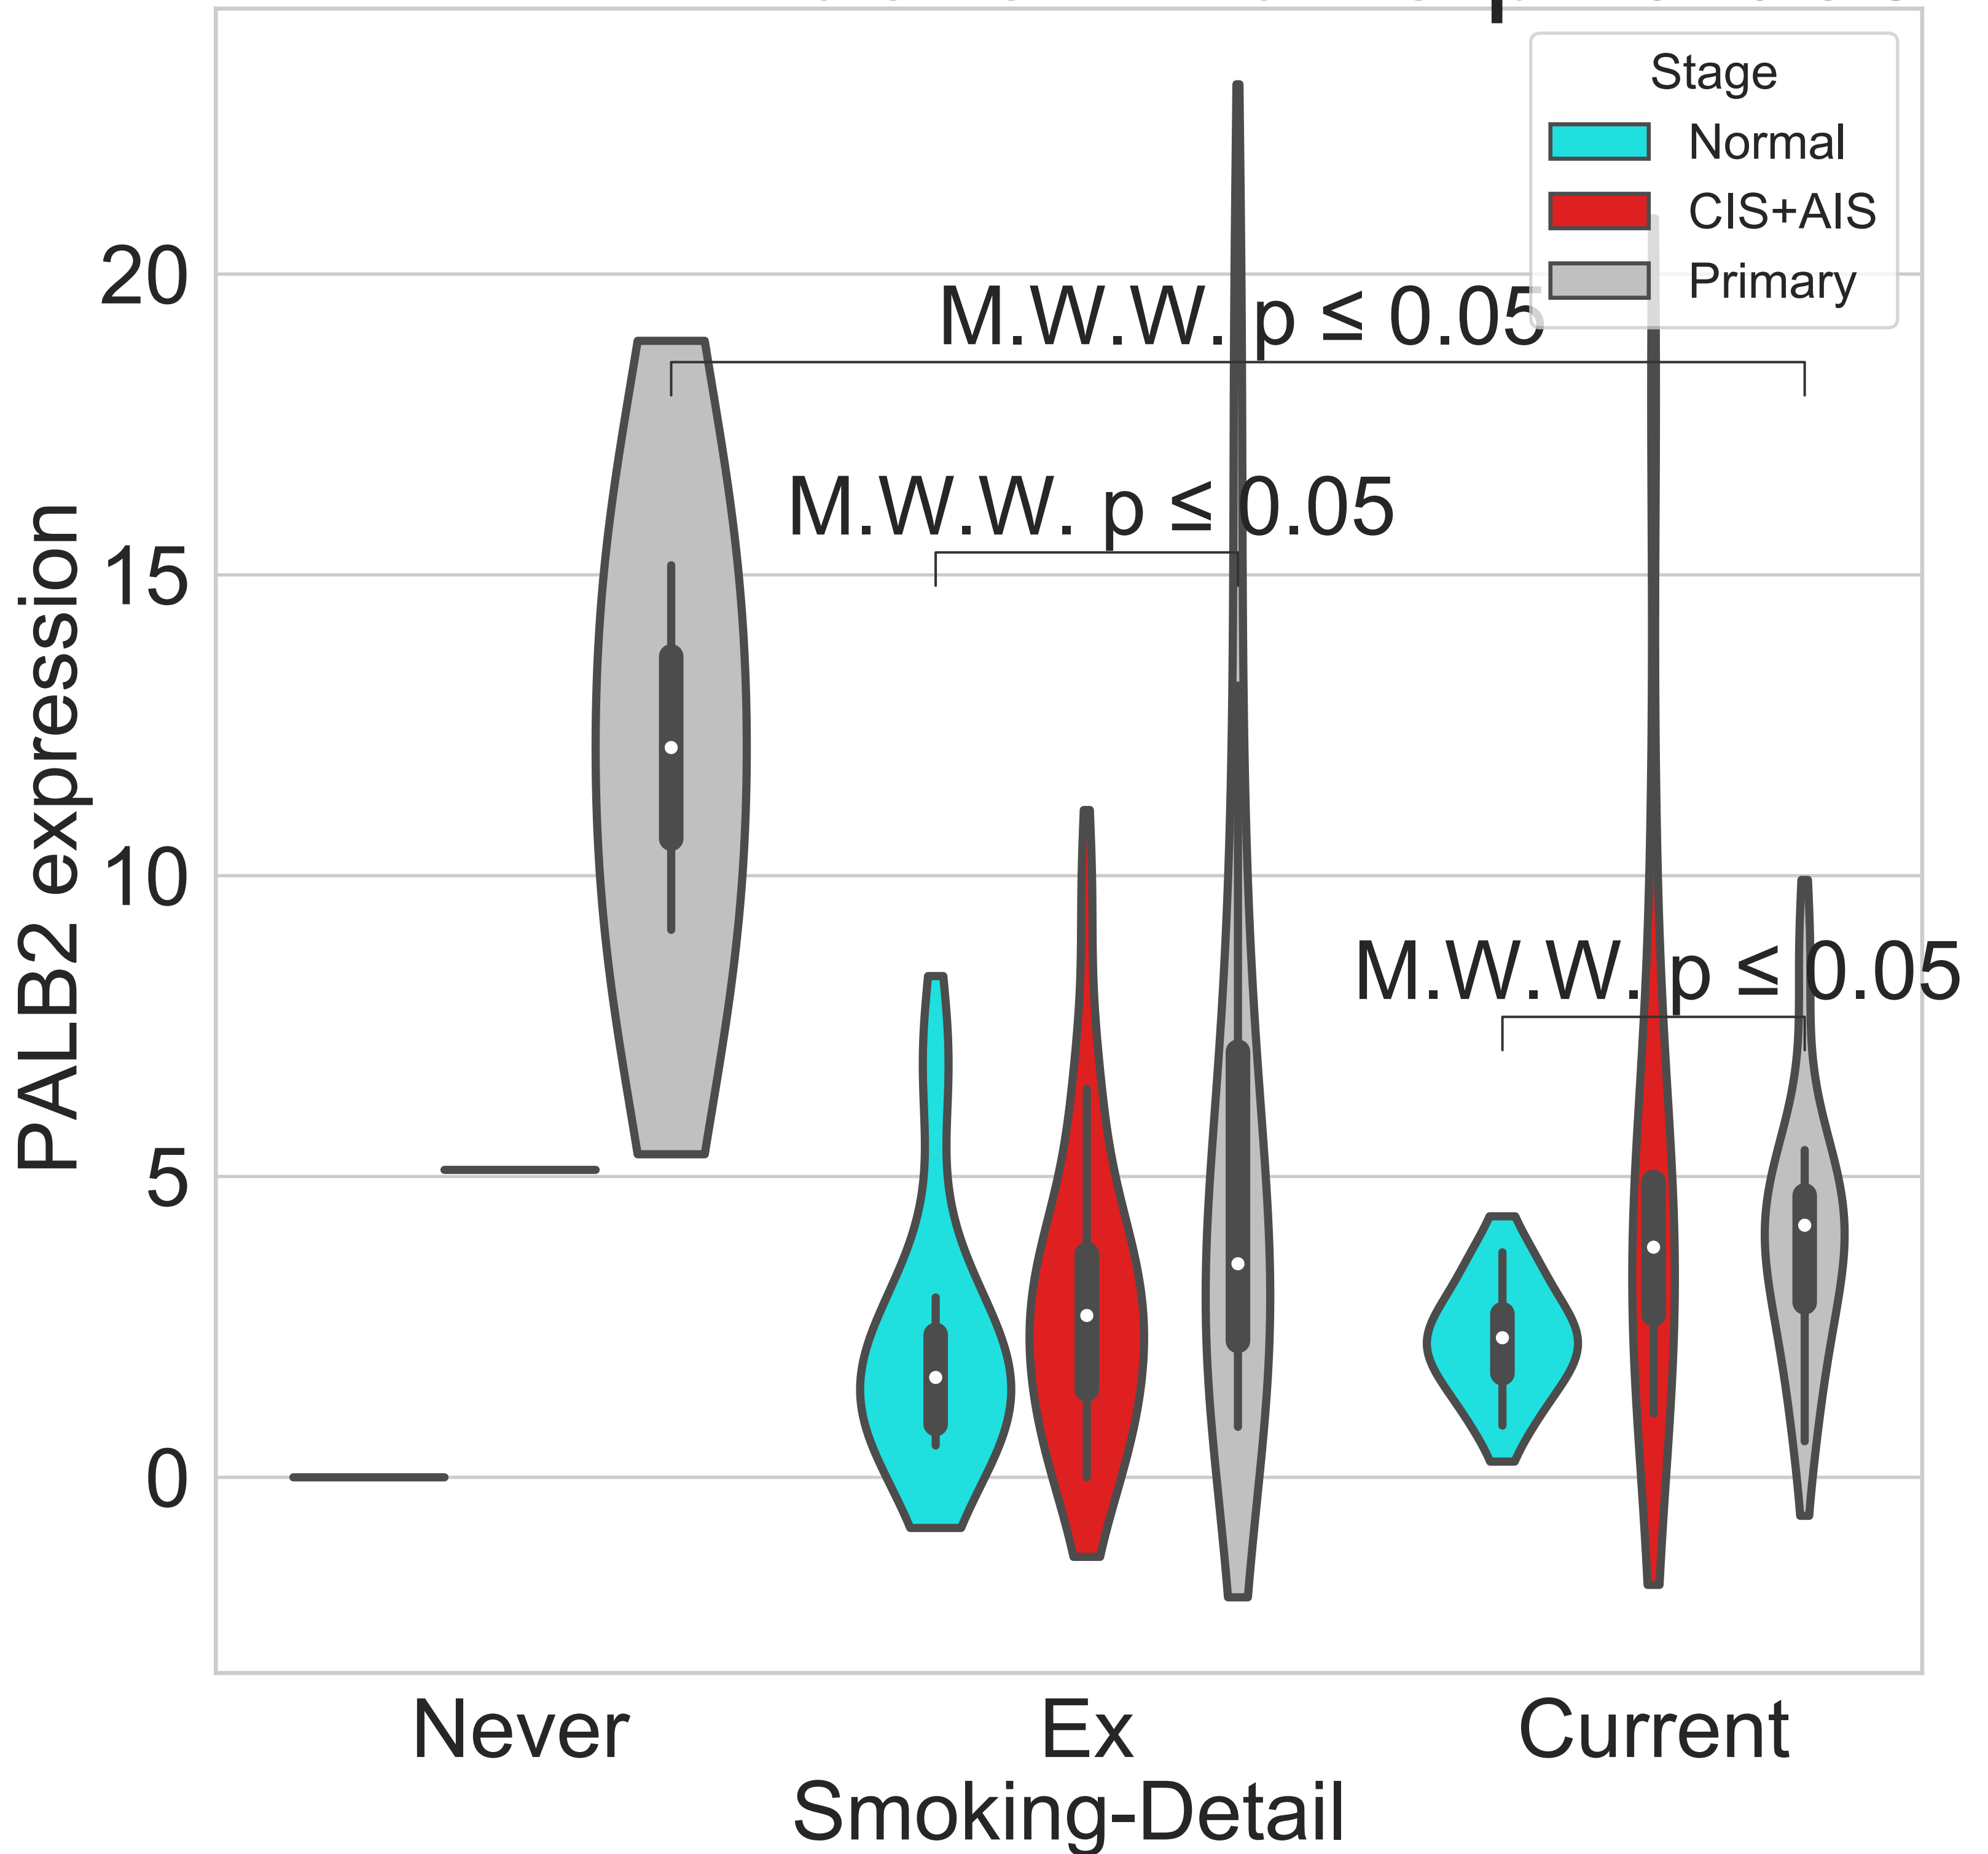 Stage
Normal
CIS+AIS
Primary
20
M.W.W. p ≤ 0.05
M.W.W. p ≤ 0.05
15
PALB2 expression
10
M.W.W. p ≤ 0.05
5
0
Never
Ex
Current
Smoking-Detail